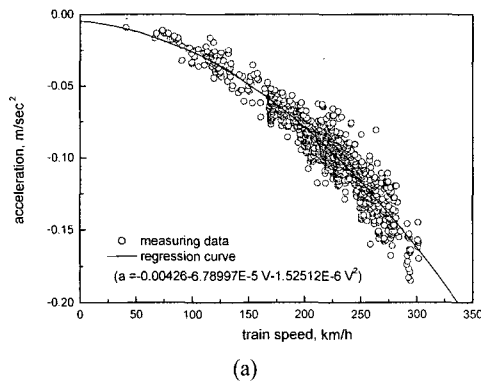 0.00
-0.05
-0.10
-0.15
-0.20
acceleration, m/sec²
measuring data
regression curve
(a =-0.00426-6.78997E-5 V-1.52512E-6 V²)
0 50 100 150 200 250 300 350
train speed, km/h
(a)